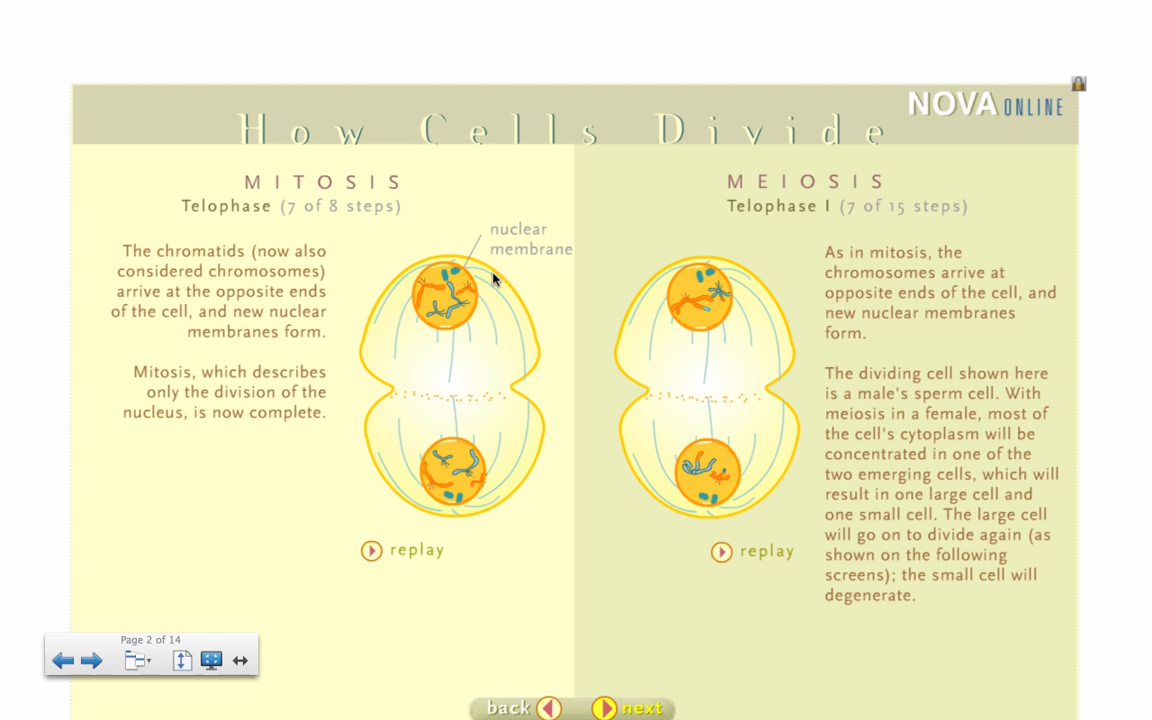 NOVA ONLINE
How Cells Divide
MITOSIS
Telophase (7 of 8 steps)
The chromatids (now also
considered chromosomes)
arrive at the opposite ends
of the cell, and new nuclear
membranes form.
Mitosis, which describes
only the division of the
nucleus, is now complete.
nuclear
membrane
replay
MEIOSIS
Telophase I (7 of 15 steps)
As in mitosis, the
chromosomes arrive at
opposite ends of the cell, and
new nuclear membranes
form.
The dividing cell shown here
is a male's sperm cell. With
meiosis in a female, most of
the cell's cytoplasm will be
concentrated in one of the
two emerging cells, which will
result in one large cell and
one small cell. The large cell
will go on to divide again (as
shown on the following
screens); the small cell will
degenerate.
replay
Page 2 of 14
back next